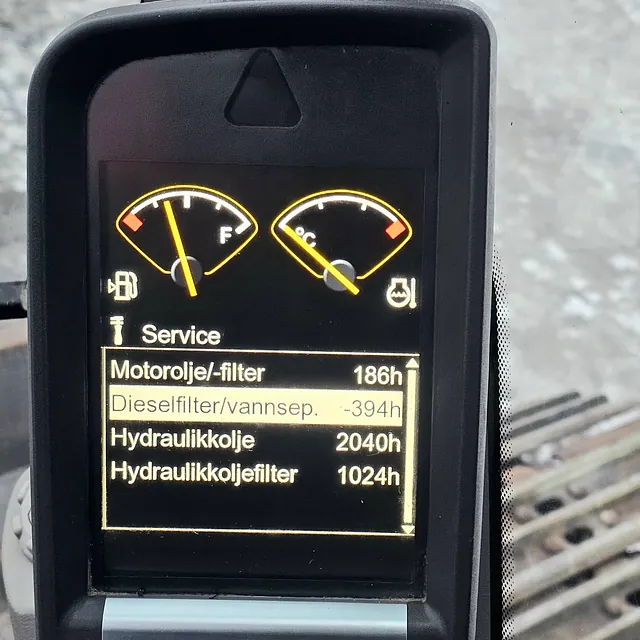 F
°C
Service
Motorolje/-filter 186h
Dieselfilter/vannsep. -394h
Hydraulikkolje 2040h
Hydraulikkoljefilter 1024h